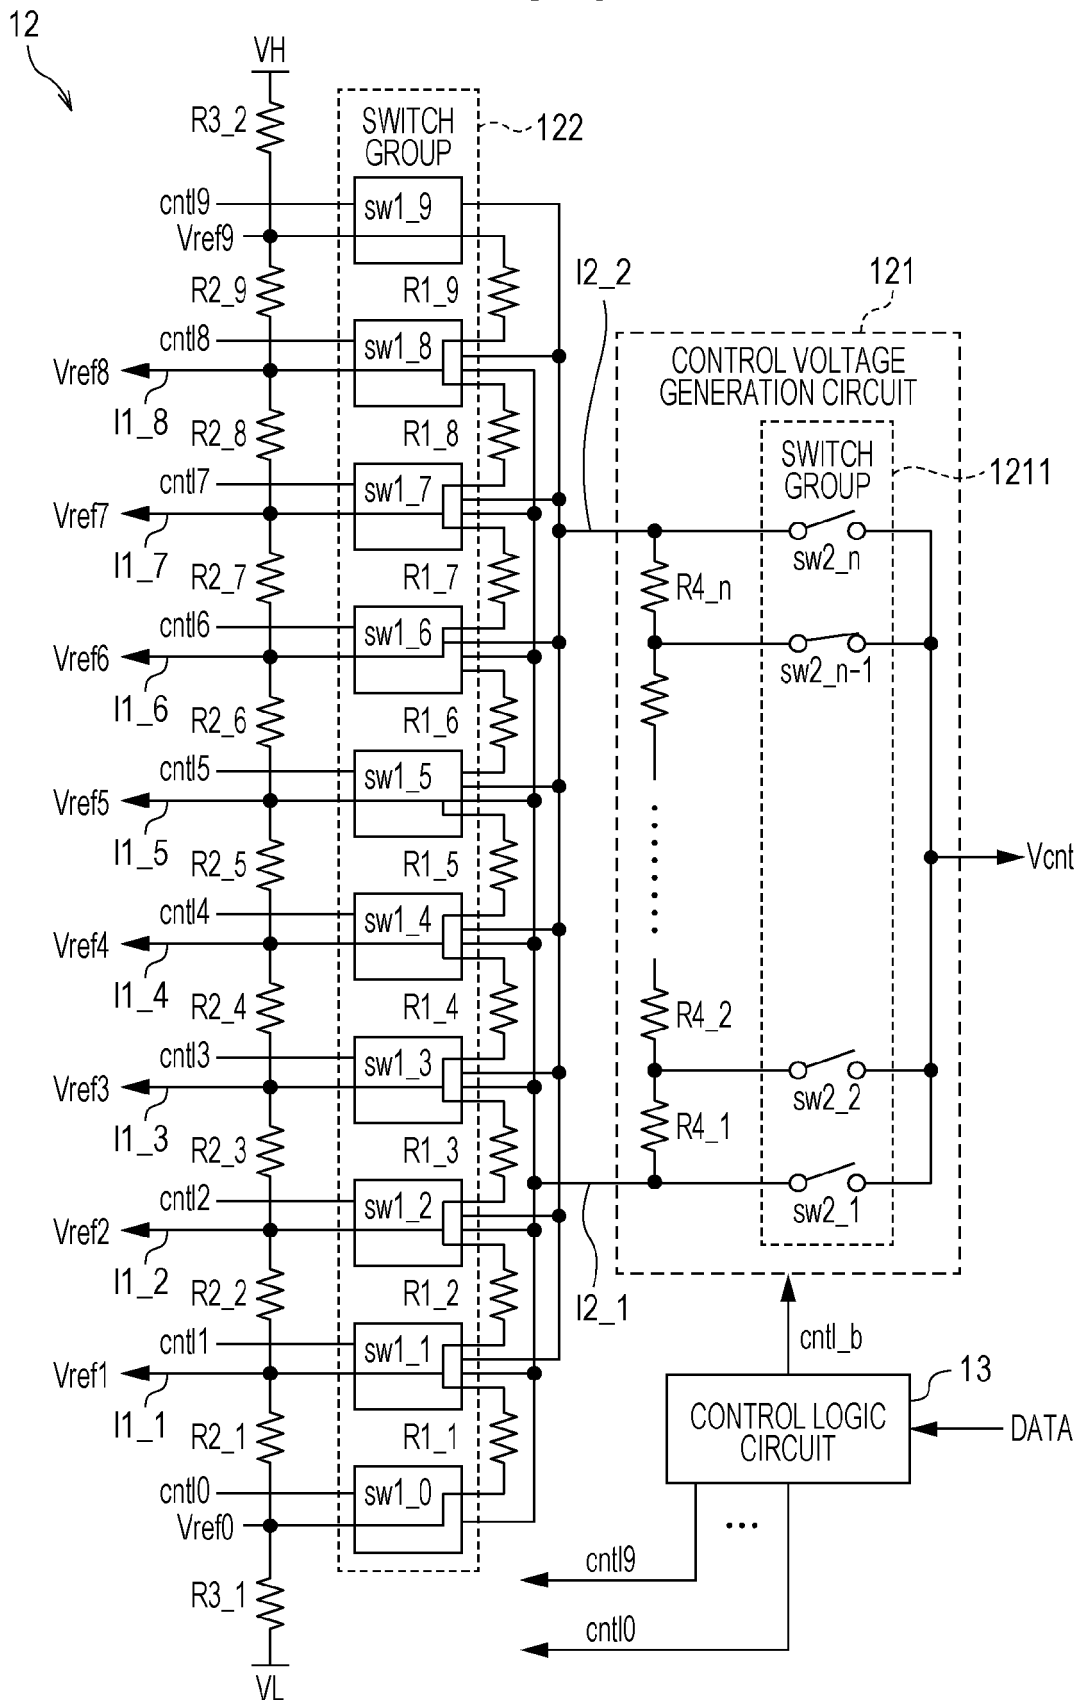 12
VH
R3_2
SWITCH
GROUP
122
cntl9
sw1_9
Vref9
R2_9
R1_9
I2_2
121
cntl8
sw1_8
CONTROL VOLTAGE
GENERATION CIRCUIT
Vref8
I1_8
R2_8
R1_8
SWITCH
GROUP
1211
cntl7
sw1_7
Vref7
I1_7
R2_7
R1_7
sw2_n
R4_n
cntl6
sw1_6
Vref6
sw2_n-1
I1_6
R2_6
R1_6
cntl5
sw1_5
Vref5
I1_5
R2_5
R1_5
Vcnt
cntl4
sw1_4
Vref4
I1_4
R2_4
R1_4
R4_2
cntl3
sw1_3
Vref3
sw2_2
I1_3
R2_3
R1_3
R4_1
cntl2
sw1_2
Vref2
sw2_1
I1_2
R2_2
R1_2
I2_1
cntl1
sw1_1
cntl_b
Vref1
13
I1_1
R2_1
R1_1
CONTROL LOGIC
CIRCUIT
DATA
cntl0
sw1_0
Vref0
...
cntl9
R3_1
cntl0
VL